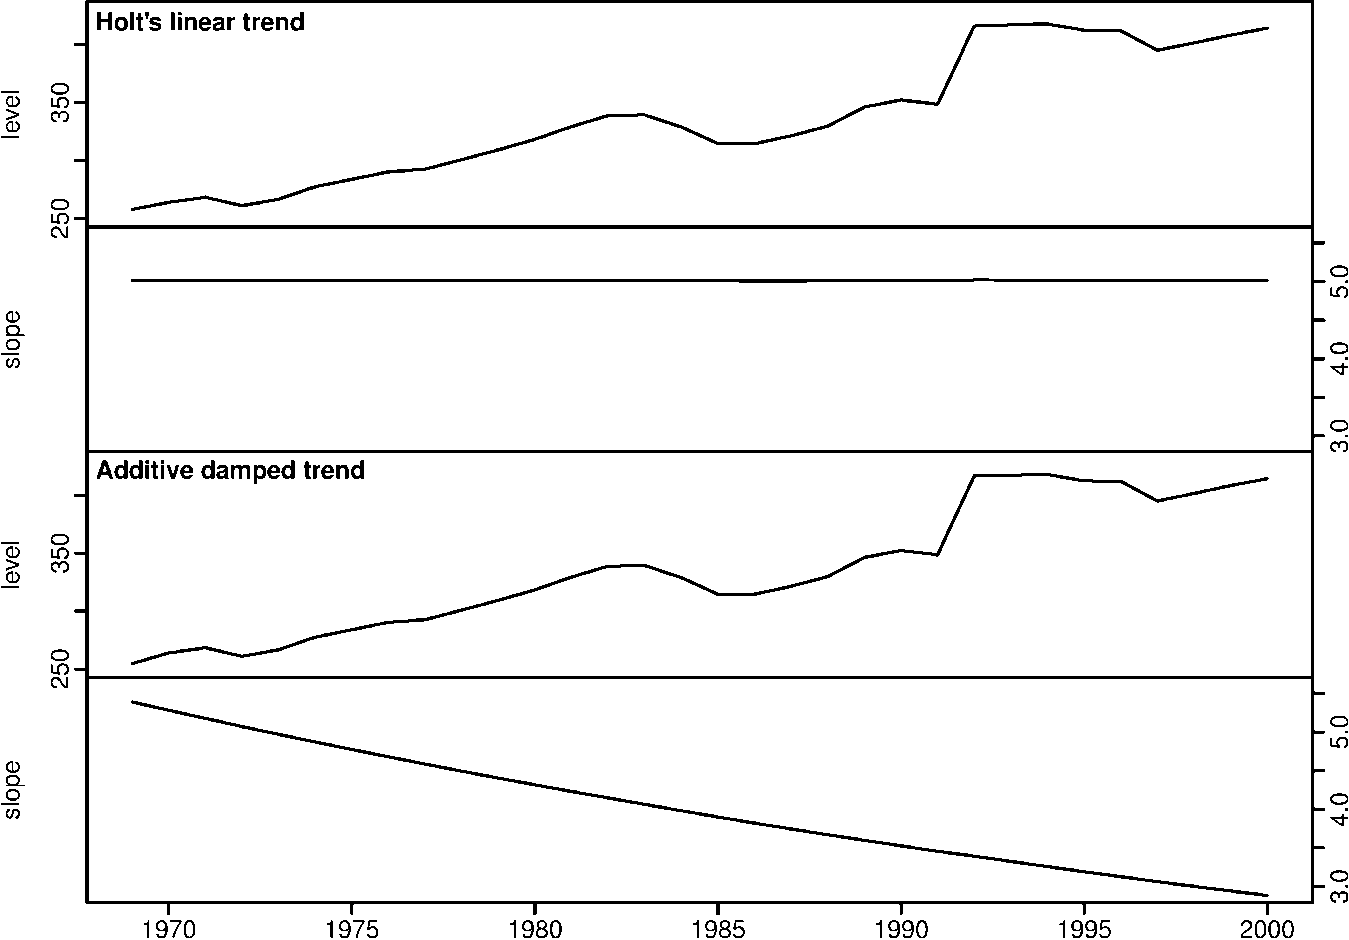 Holt's linear trend
level
250 350
slope
3.0 4.0 5.0
Additive damped trend
level
250 350
slope
3.0 4.0 5.0
1970 1975 1980 1985 1990 1995 2000